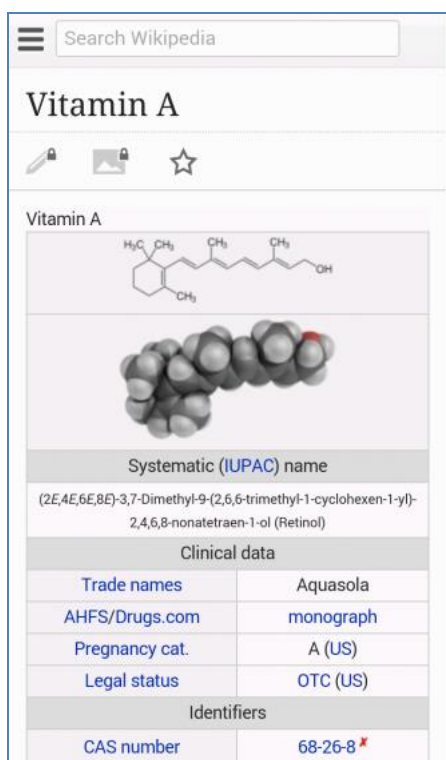 Search Wikipedia
Vitamin A
Vitamin A
H₃C CH₃ CH₃ CH₃
OH
CH₃
Systematic (IUPAC) name
(2E,4E,6E,8E)-3,7-Dimethyl-9-(2,6,6-trimethyl-1-cyclohexen-1-yl)-
2,4,6,8-nonatetraen-1-ol (Retinol)
Clinical data
Trade names Aquasola
AHFS/Drugs.com monograph
Pregnancy cat. A (US)
Legal status OTC (US)
Identifiers
CAS number 68-26-8 ✗